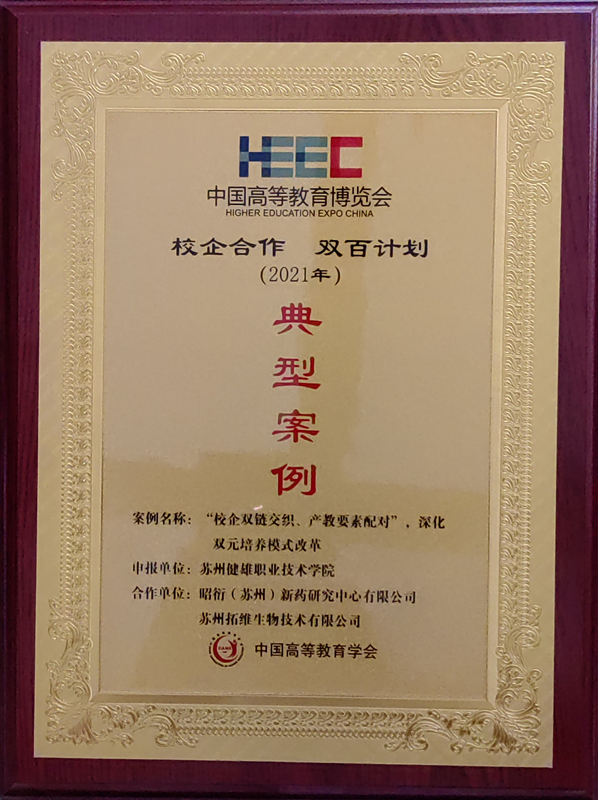 HEEC
中国高等教育博览会
HIGHER EDUCATION EXPO CHINA
校企合作 双百计划
(2021年)
典
型
案
例
案例名称：“校企双链交织、产教要素配对”，深化
双元培养模式改革
申报单位：苏州健雄职业技术学院
合作单位：昭衍（苏州）新药研究中心有限公司
苏州拓维生物技术有限公司
中国高等教育学会